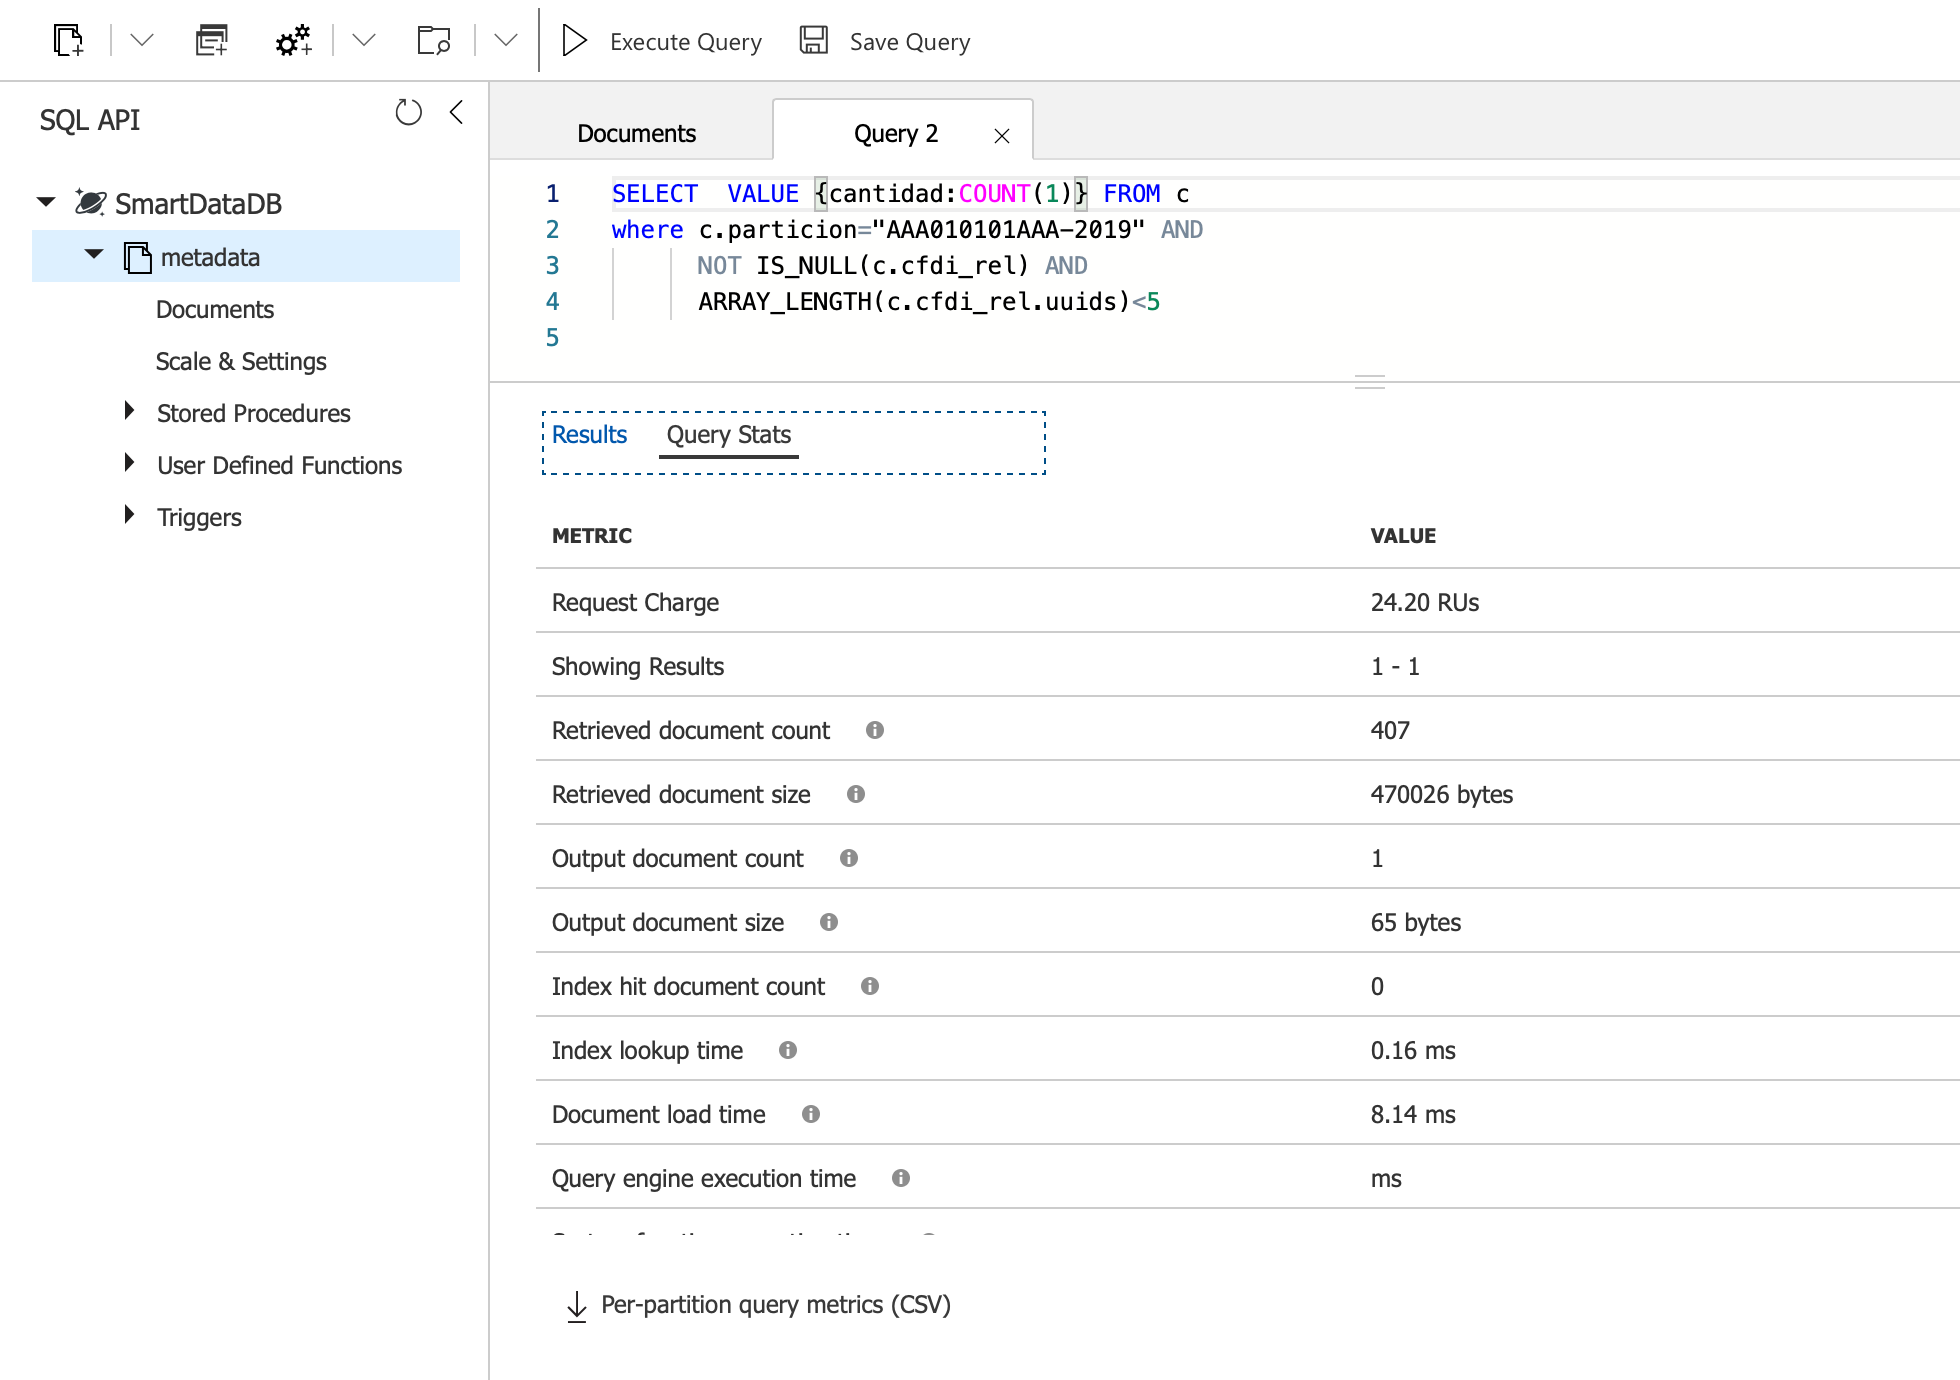 Execute Query
Save Query
SQL API
SmartDataDB
metadata
Documents
Scale & Settings
Stored Procedures
User Defined Functions
Triggers
Documents
Query 2
1 SELECT  VALUE {cantidad:COUNT(1)} FROM c
2 where c.particion="AAA010101AAA-2019" AND
3 NOT IS_NULL(c.cfdi_rel) AND
4 ARRAY_LENGTH(c.cfdi_rel.uuids)<5
5
Results Query Stats
METRIC VALUE
Request Charge 24.20 RUs
Showing Results 1 - 1
Retrieved document count 407
Retrieved document size 470026 bytes
Output document count 1
Output document size 65 bytes
Index hit document count 0
Index lookup time 0.16 ms
Document load time 8.14 ms
Query engine execution time ms
Per-partition query metrics (CSV)